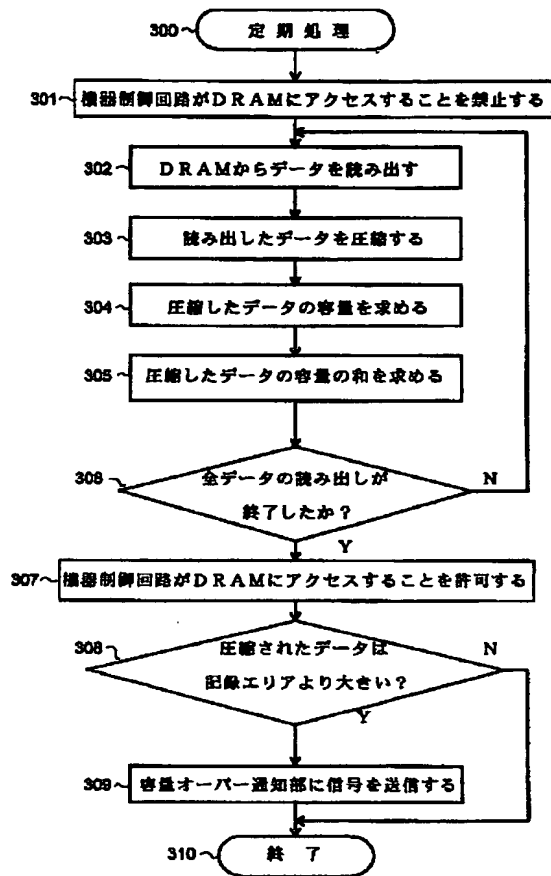 300 定期処理
301 機器制御回路がDRAMにアクセスすることを禁止する
302 DRAMからデータを読み出す
303 読み出したデータを圧縮する
304 圧縮したデータの容量を求める
305 圧縮したデータの容量の和を求める
306 全データの読み出しが
終了したか? N
Y
307 機器制御回路がDRAMにアクセスすることを許可する
308 圧縮されたデータは N
記録エリアより大きい?
Y
309 容量オーバー通知部に信号を送信する
310 終了